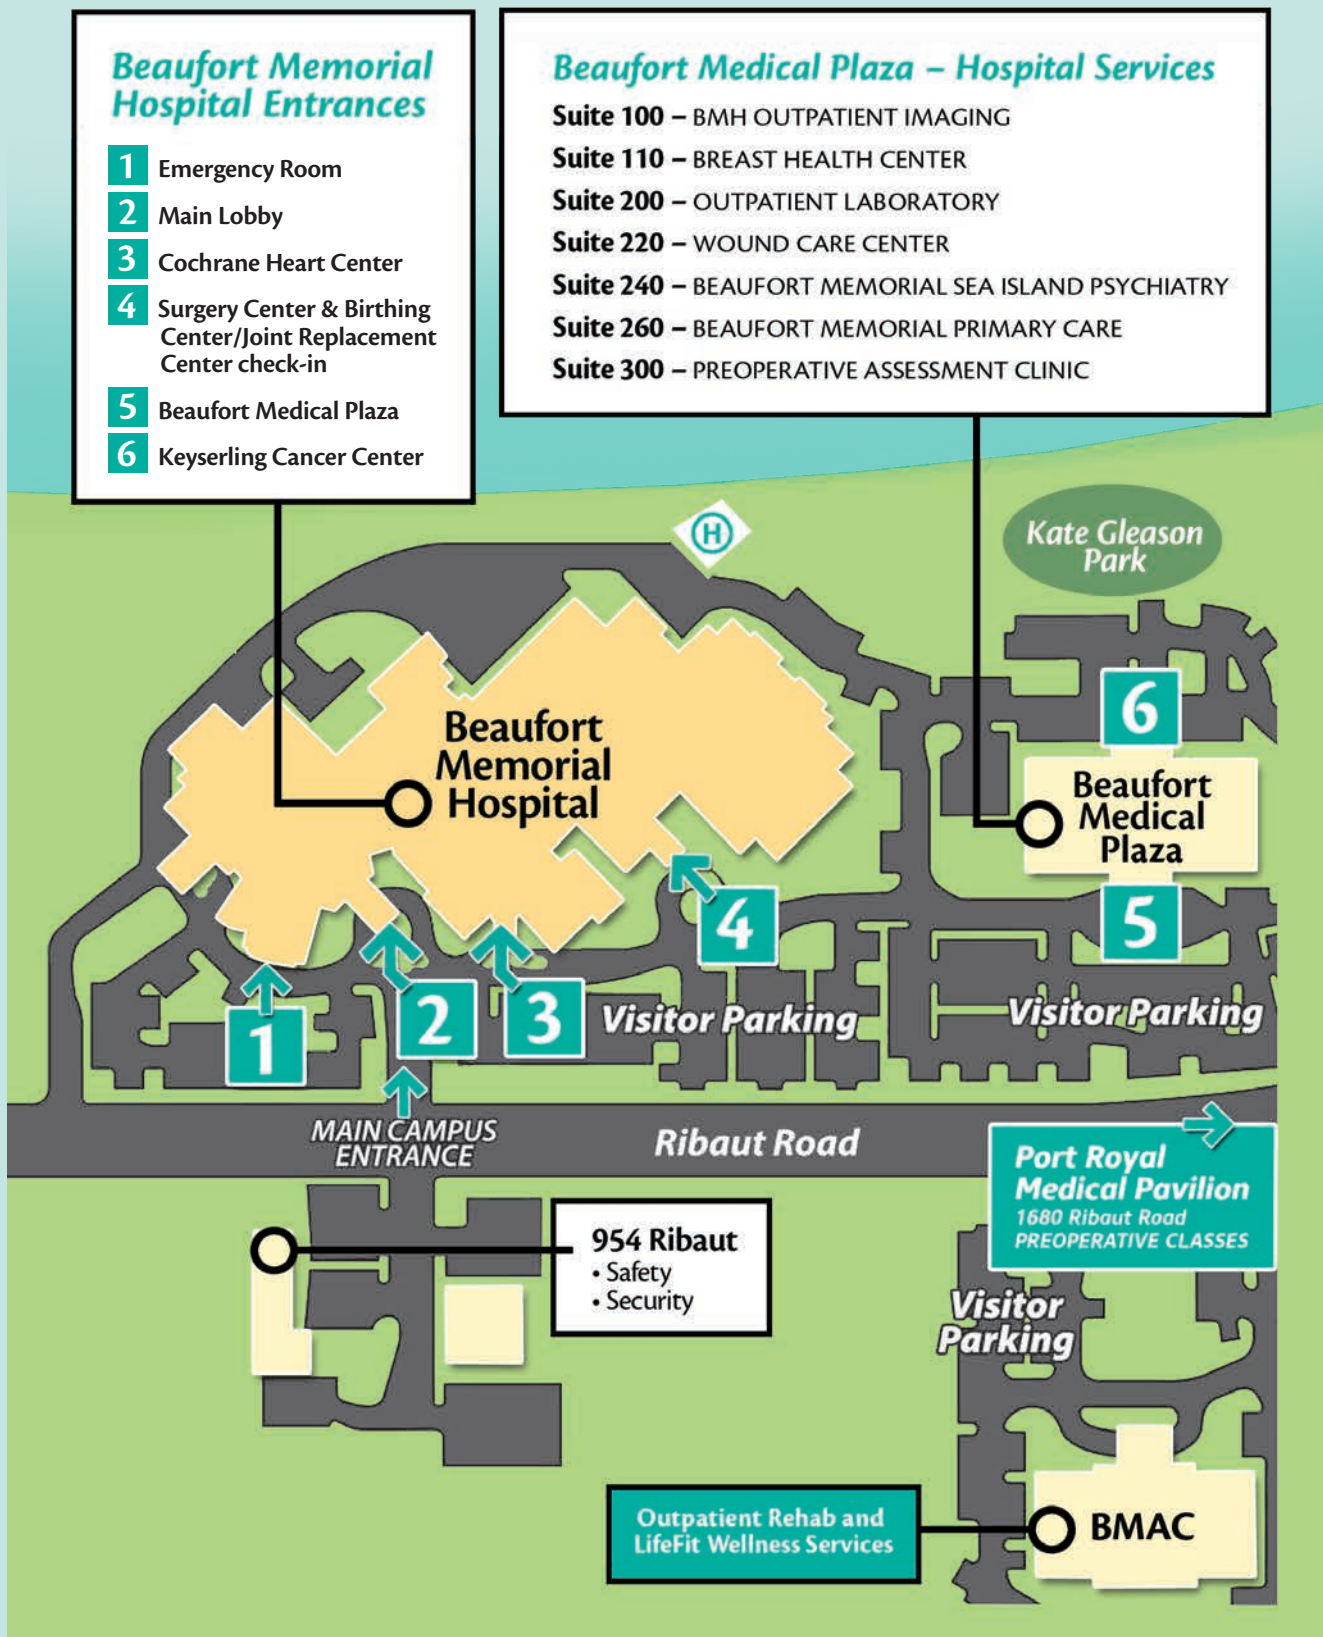 Beaufort Memorial
Hospital Entrances
1 Emergency Room
2 Main Lobby
3 Cochrane Heart Center
4 Surgery Center & Birthing
Center/Joint Replacement
Center check-in
5 Beaufort Medical Plaza
6 Keyserling Cancer Center
Beaufort Medical Plaza – Hospital Services
Suite 100 – BMH OUTPATIENT IMAGING
Suite 110 – BREAST HEALTH CENTER
Suite 200 – OUTPATIENT LABORATORY
Suite 220 – WOUND CARE CENTER
Suite 240 – BEAUFORT MEMORIAL SEA ISLAND PSYCHIATRY
Suite 260 – BEAUFORT MEMORIAL PRIMARY CARE
Suite 300 – PREOPERATIVE ASSESSMENT CLINIC
H
Kate Gleason
Park
6
Beaufort
Memorial
Hospital
Beaufort
Medical
Plaza
4
5
1
2
3
Visitor Parking
Visitor Parking
MAIN CAMPUS
ENTRANCE
Ribaut Road
Port Royal
Medical Pavilion
1680 Ribaut Road
PREOPERATIVE CLASSES
954 Ribaut
• Safety
• Security
Visitor
Parking
Outpatient Rehab and
LifeFit Wellness Services
BMAC